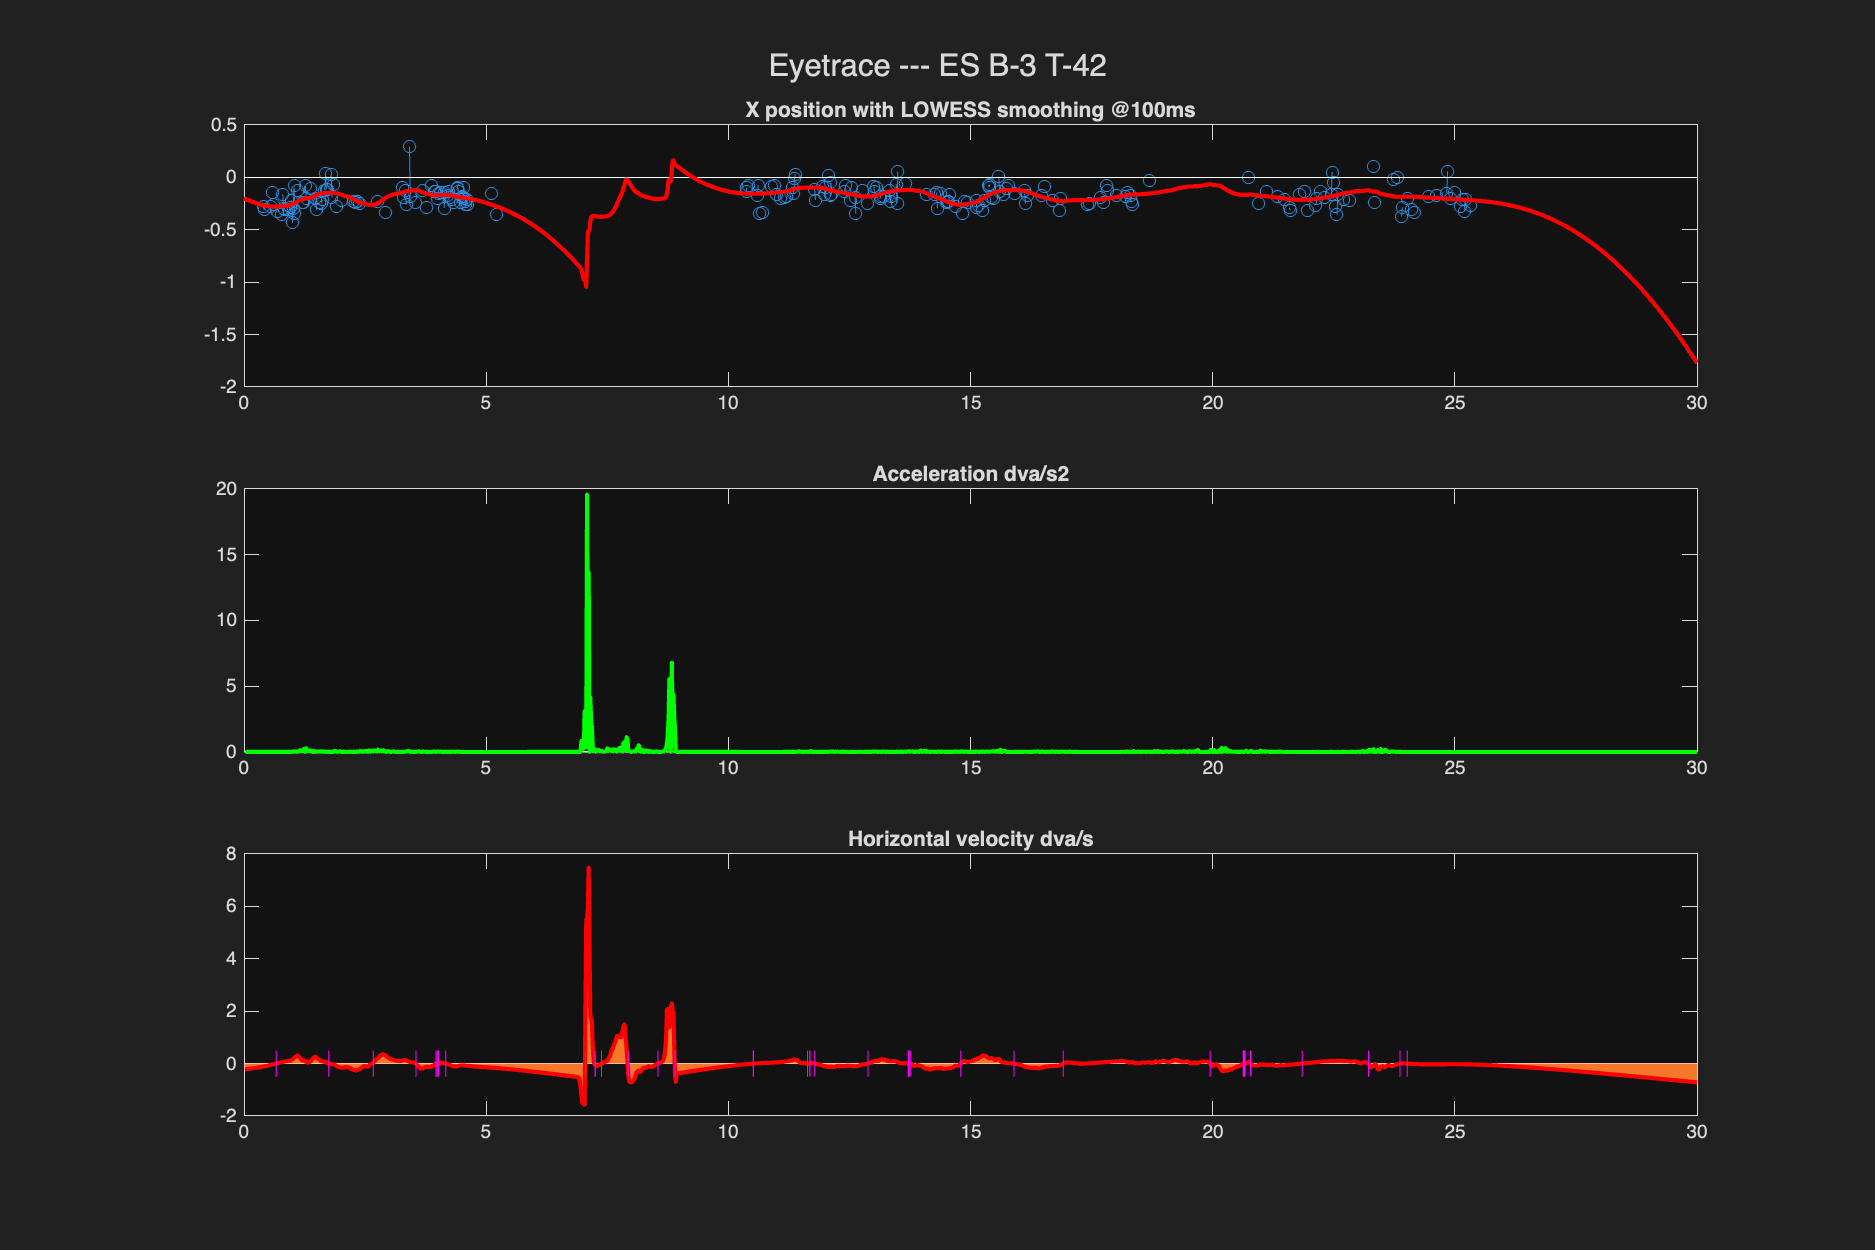 Eyetrace --- ES B-3 T-42
X position with LOWESS smoothing @100ms
0.5
0
-0.5
-1
-1.5
-2
0 5 10 15 20 25 30
Acceleration dva/s2
20
15
10
5
0
0 5 10 15 20 25 30
Horizontal velocity dva/s
8
6
4
2
0
-2
0 5 10 15 20 25 30